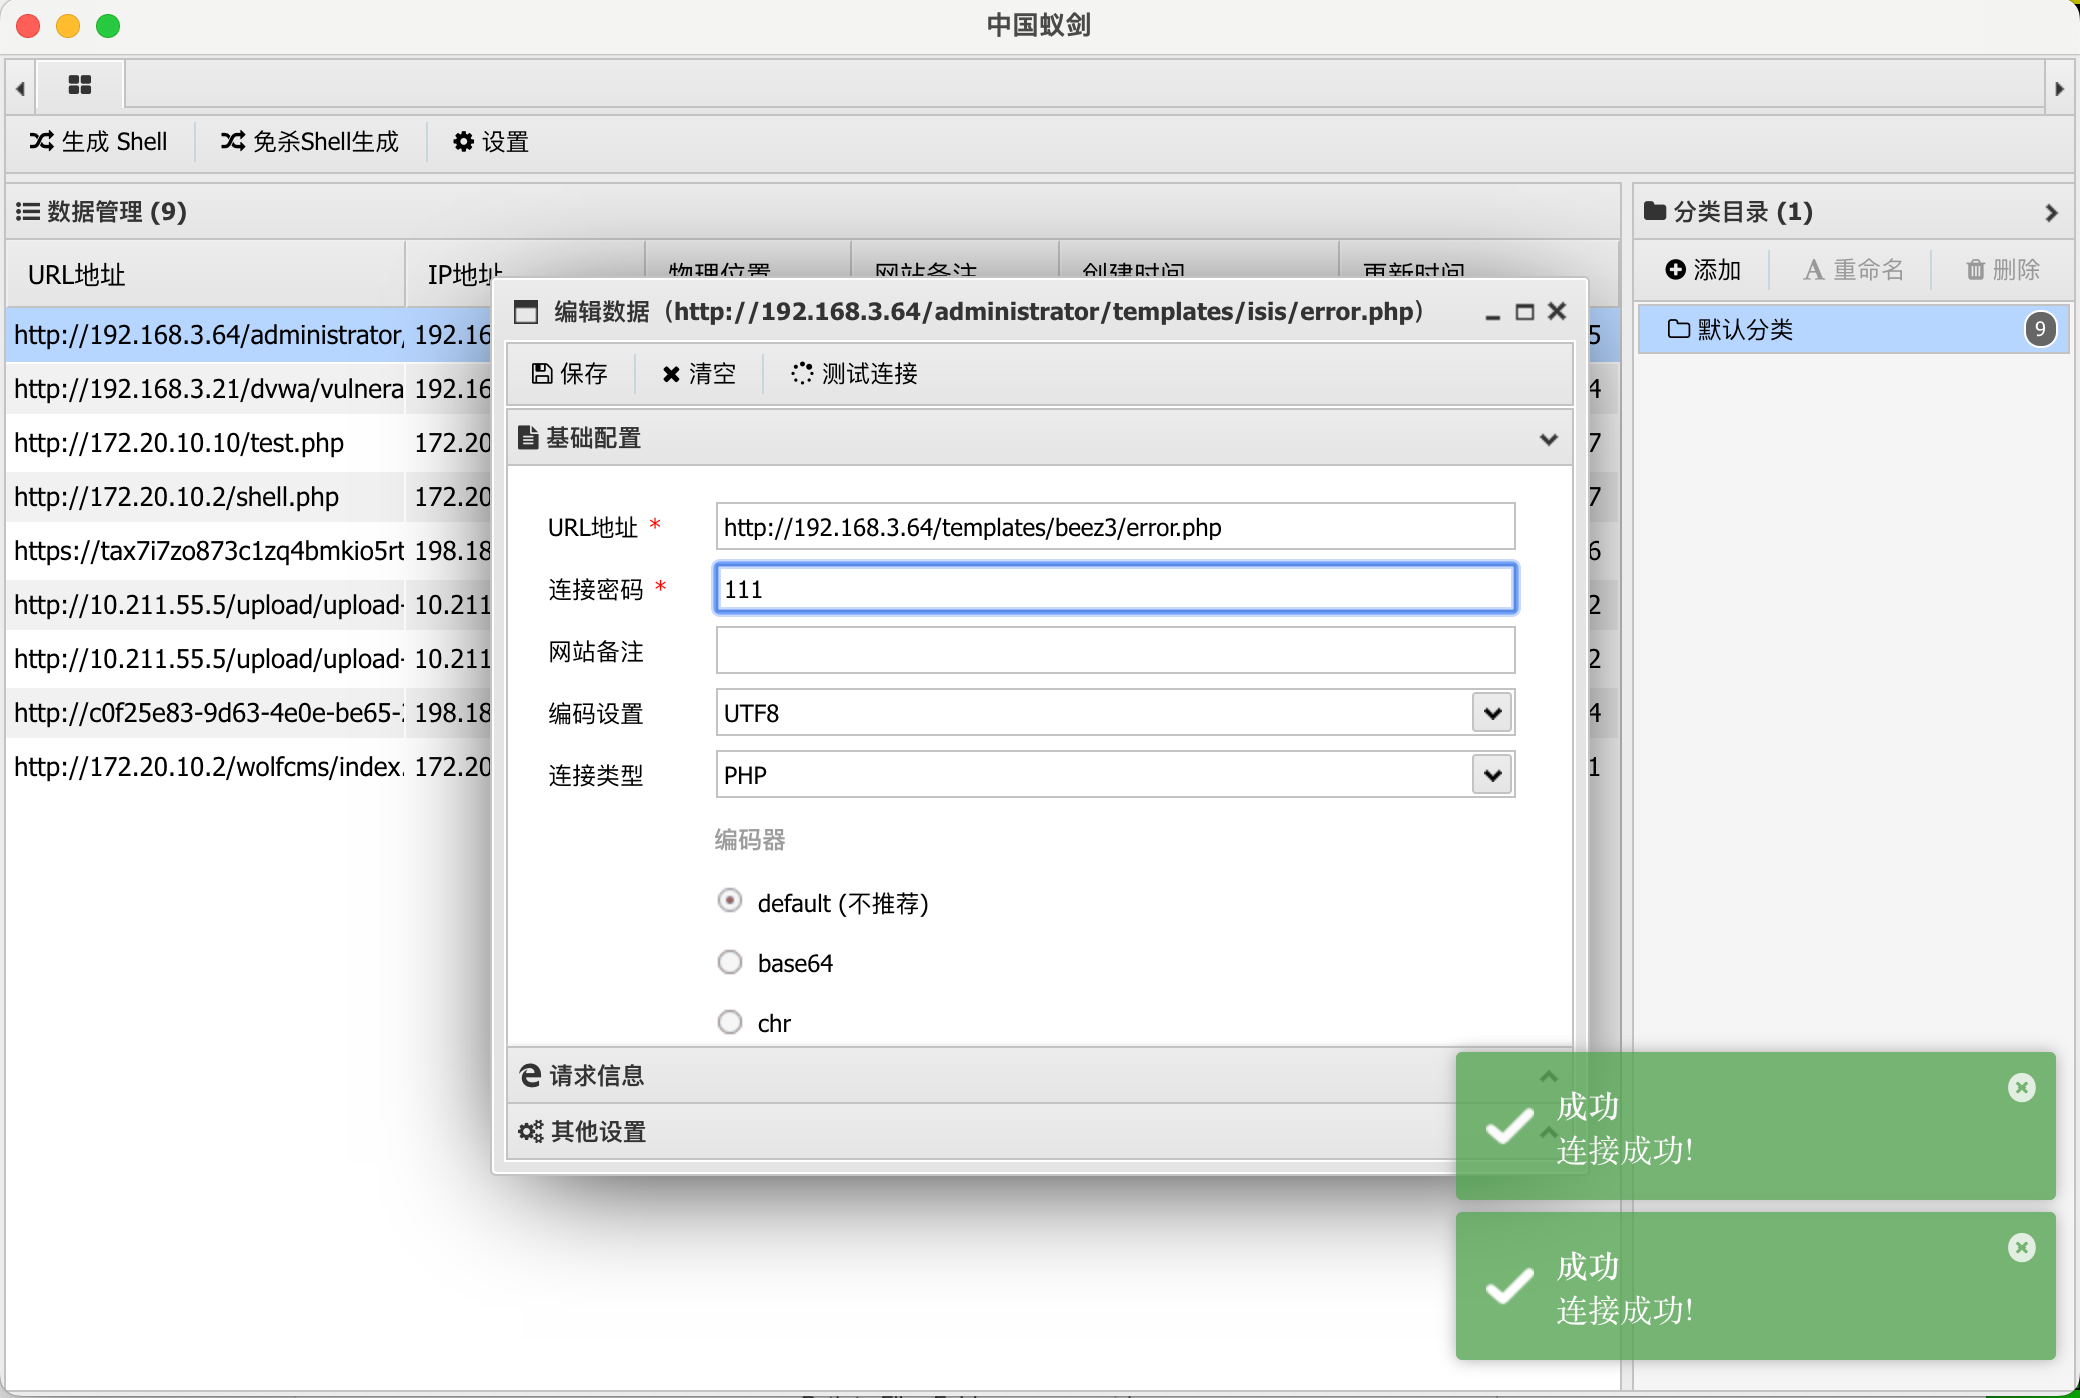 中国蚁剑
生成 Shell
免杀Shell生成
设置
数据管理 (9)
分类目录 (1)
URL地址
IP地址
物理位置
网站备注
创建时间
更新时间
添加
重命名
删除
默认分类
9
http://192.168.3.64/administrator/
192.16
5
http://192.168.3.21/dvwa/vulnera
192.16
4
http://172.20.10.10/test.php
172.20
7
http://172.20.10.2/shell.php
172.20
7
https://tax7i7zo873c1zq4bmkio5rt
198.18
6
http://10.211.55.5/upload/upload-
10.211
2
http://10.211.55.5/upload/upload-
10.211
2
http://c0f25e83-9d63-4e0e-be65-
198.18
4
http://172.20.10.2/wolfcms/index.
172.20
1
编辑数据（http://192.168.3.64/administrator/templates/isis/error.php）
保存
清空
测试连接
基础配置
URL地址 *
http://192.168.3.64/templates/beez3/error.php
连接密码 *
111
网站备注
编码设置
UTF8
连接类型
PHP
编码器
default (不推荐)
base64
chr
请求信息
其他设置
成功
连接成功!
成功
连接成功!